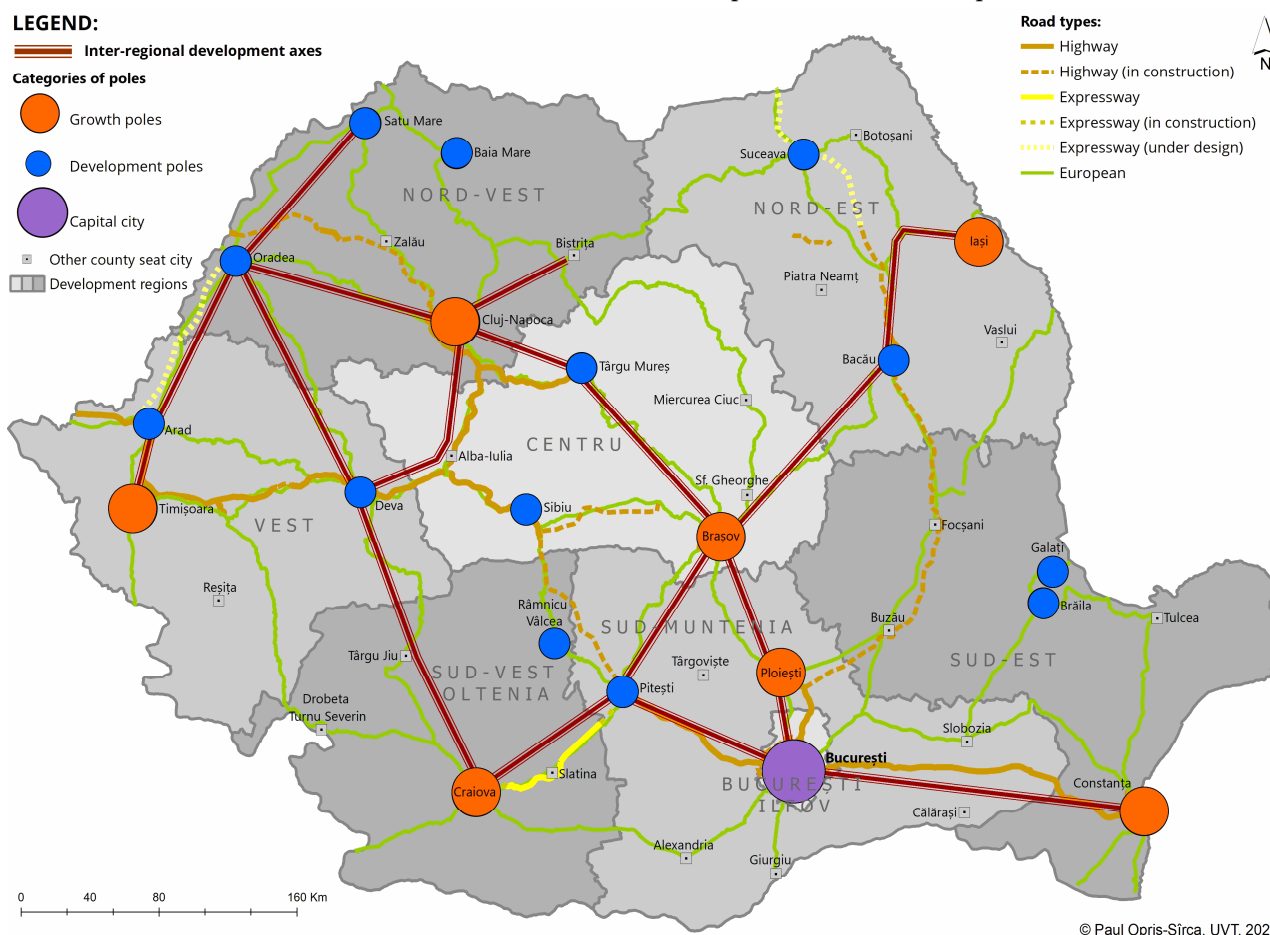 LEGEND:
Inter-regional development axes
Categories of poles
Growth poles
Development poles
Capital city
Other county seat city
Development regions
Road types:
Highway
Highway (in construction)
Expressway
Expressway (in construction)
Expressway (under design)
European
N
Satu Mare
Baia Mare
NORD-VEST
Suceava
Botoșani
NORD-EST
Iași
Zalău
Bistrița
Oradea
Piatra Neamț
Cluj-Napoca
Vaslui
Bacău
Târgu Mureș
Miercurea Ciuc
Arad
CENTRU
Alba-Iulia
Sf. Gheorghe
Timișoara
Deva
Sibiu
VEST
Focșani
Brașov
Galați
Reșița
Râmnicu
Vâlcea
Brăila
Tulcea
Buzău
SUD-MUNTENIA
Târgu Jiu
Târgoviște
SUD-EST
SUD-VEST
OLTENIA
Ploiești
Pitești
Drobeta
Turnu Severin
Slobozia
București
Slatina
BUCUREȘTI
ILFOV
Constanța
Craiova
Călărași
Alexandria
Giurgiu
0 40 80 160 Km
© Paul Opriș-Sîrca, UVT, 202